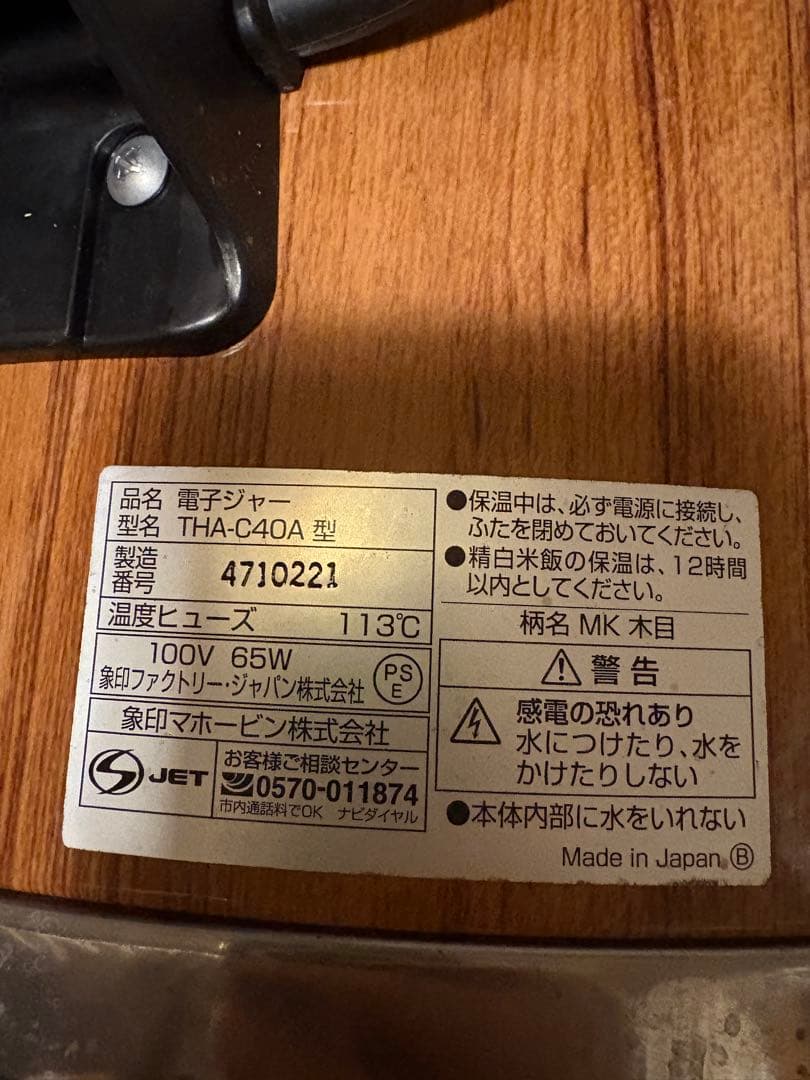 品名 電子ジャー
型名 THA-C40A 型
製造番号 4710221
温度ヒューズ 113℃
100V 65W
象印ファクトリー・ジャパン株式会社
PS
E
象印マホービン株式会社
JET
お客様ご相談センター
0570-011874
市内通話料でOK ナビダイヤル
●保温中は、必ず電源に接続し、
ふたを閉めておいてください。
●精白米飯の保温は、12時間
以内としてください。
柄名 MK 木目
警告
感電の恐れあり
水につけたり、水を
かけたりしない
●本体内部に水をいれない
Made in Japan Ⓑ